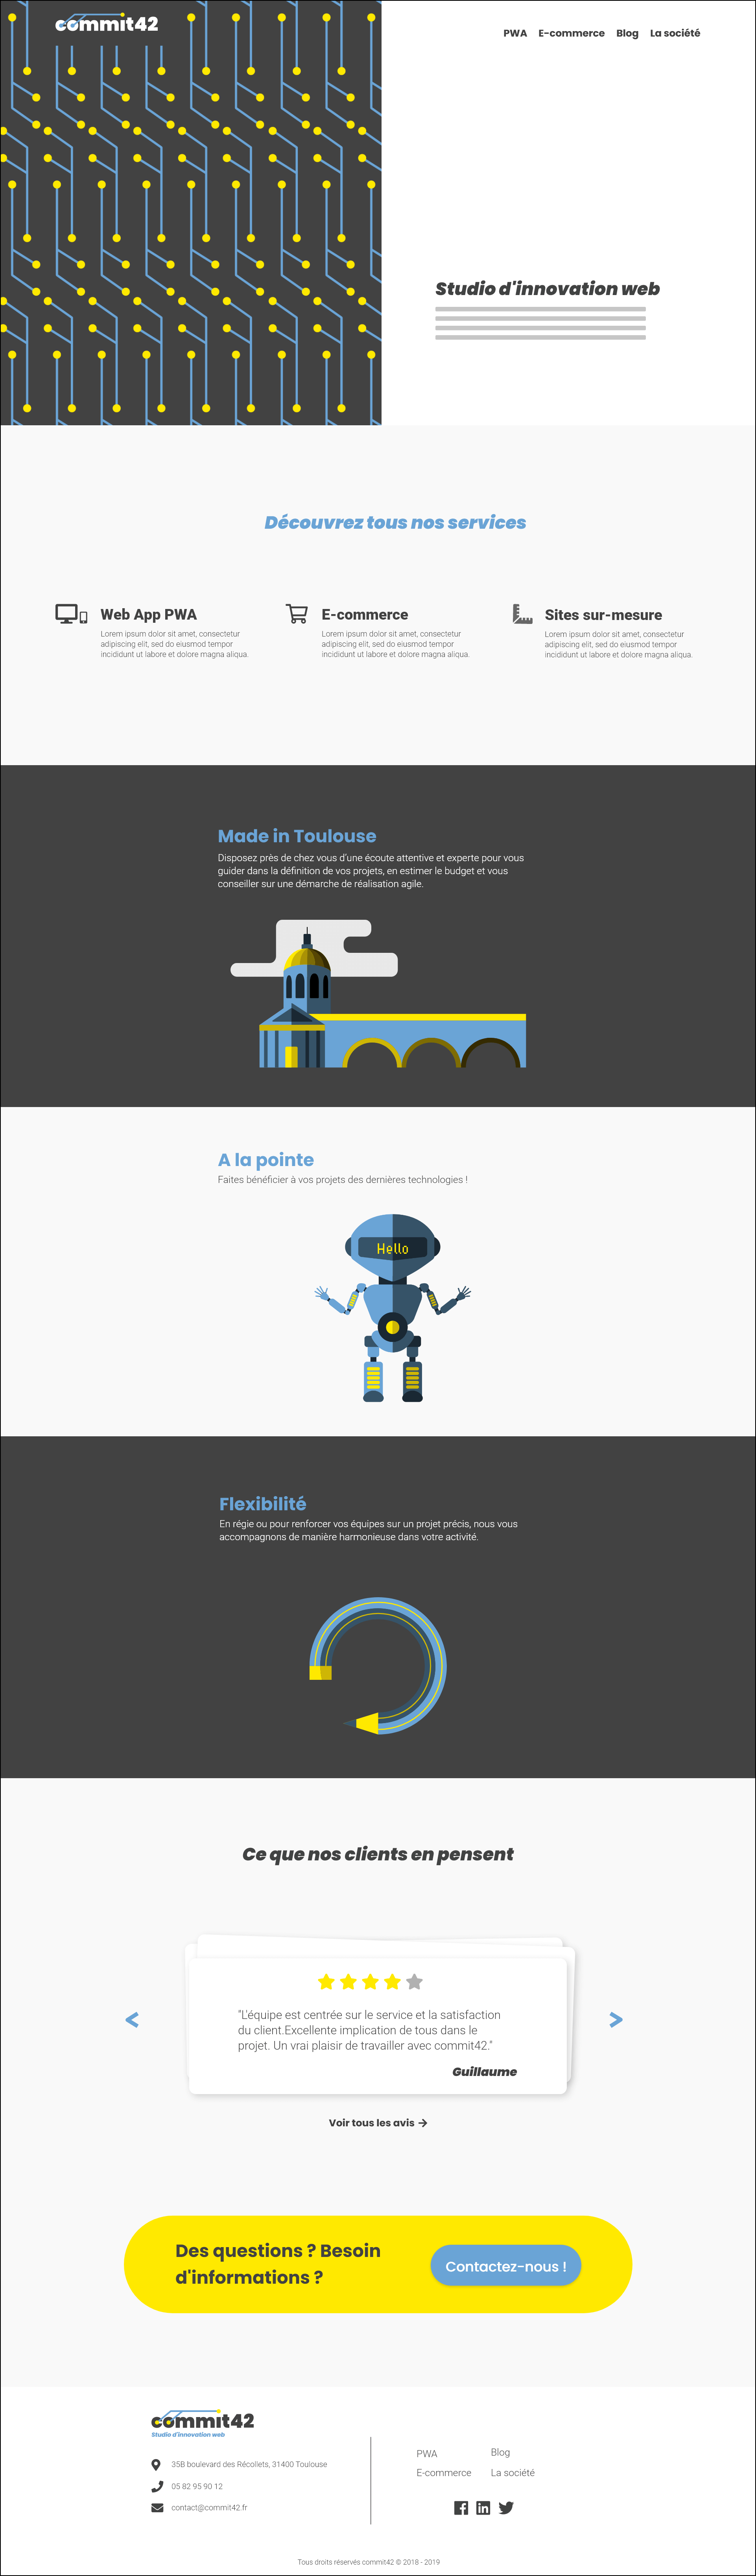 commit42
PWA E-commerce Blog La société
Studio d'innovation web
Découvrez tous nos services
Web App PWA
Lorem ipsum dolor sit amet, consectetur
adipiscing elit, sed do eiusmod tempor
incididunt ut labore et dolore magna aliqua.
E-commerce
Lorem ipsum dolor sit amet, consectetur
adipiscing elit, sed do eiusmod tempor
incididunt ut labore et dolore magna aliqua.
Sites sur-mesure
Lorem ipsum dolor sit amet, consectetur
adipiscing elit, sed do eiusmod tempor
incididunt ut labore et dolore magna aliqua.
Made in Toulouse
Disposez près de chez vous d'une écoute attentive et experte pour vous
guider dans la définition de vos projets, en estimer le budget et vous
conseiller sur une démarche de réalisation agile.
A la pointe
Faites bénéficier à vos projets des dernières technologies !
Hello
Flexibilité
En régie ou pour renforcer vos équipes sur un projet précis, nous vous
accompagnons de manière harmonieuse dans votre activité.
Ce que nos clients en pensent
"L'équipe est centrée sur le service et la satisfaction
du client.Excellente implication de tous dans le
projet. Un vrai plaisir de travailler avec commit42."
Guillaume
< >
Voir tous les avis →
Des questions ? Besoin
d'informations ?
Contactez-nous !
commit42
Studio d'innovation web
35B boulevard des Récollets, 31400 Toulouse
05 82 95 90 12
contact@commit42.fr
PWA Blog
E-commerce La société
Tous droits réservés commit42 © 2018 - 2019